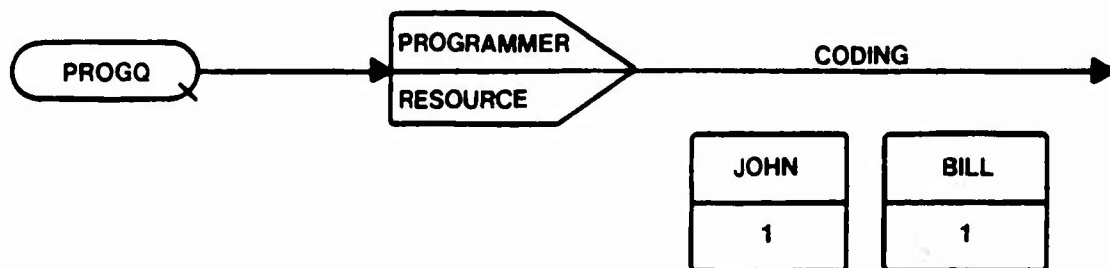 PROGQ
PROGRAMMER
RESOURCE
CODING
JOHN
1
BILL
1